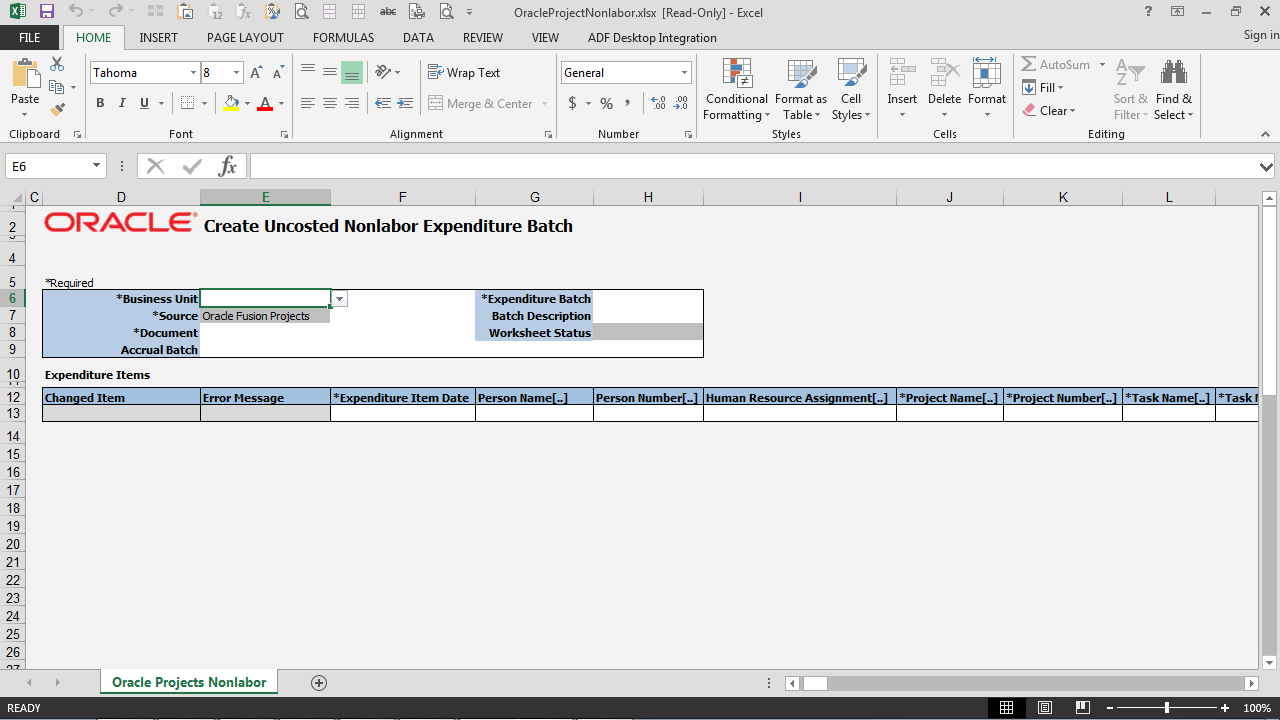 OracleProjectNonlabor.xlsx [Read-Only] - Excel
FILE HOME INSERT PAGE LAYOUT FORMULAS DATA REVIEW VIEW ADF Desktop Integration Sign in
Tahoma 8 Wrap Text General AutoSum
Fill
Paste Conditional Format as Cell Insert Delete Format Sort & Find &
B I U A Merge & Center $ % , Formatting Table Styles Clear Filter Select
Clipboard Font Alignment Number Styles Cells Editing
E6 fx
C D E F G H I J K L
2 ORACLE Create Uncosted Nonlabor Expenditure Batch
4
5 *Required
6 *Business Unit *Expenditure Batch
7 *Source Oracle Fusion Projects Batch Description
8 *Document Worksheet Status
9 Accrual Batch
10 Expenditure Items
12 Changed Item Error Message *Expenditure Item Date Person Name[..] Person Number[..] Human Resource Assignment[..] *Project Name[..] *Project Number[..] *Task Name[..] *Task
13
14
15
16
17
18
19
20
21
22
23
24
25
26
27
Oracle Projects Nonlabor
READY 100%